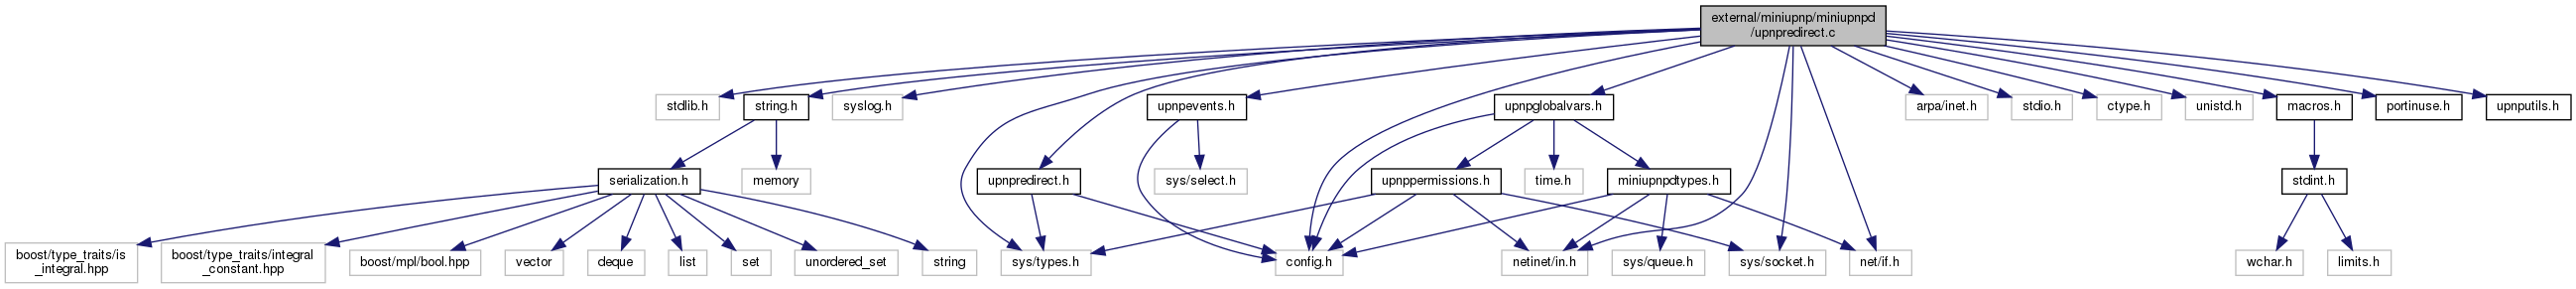 external/miniupnp/miniupnpd
/upnpredirect.c
stdlib.h
string.h
syslog.h
upnpevents.h
upnpglobalvars.h
arpa/inet.h
stdio.h
ctype.h
unistd.h
macros.h
portinuse.h
upnputils.h
serialization.h
memory
upnpredirect.h
sys/select.h
upnppermissions.h
time.h
miniupnpdtypes.h
stdint.h
boost/type_traits/is
_integral.hpp
boost/type_traits/integral
_constant.hpp
boost/mpl/bool.hpp
vector
deque
list
set
unordered_set
string
sys/types.h
config.h
netinet/in.h
sys/queue.h
sys/socket.h
net/if.h
wchar.h
limits.h